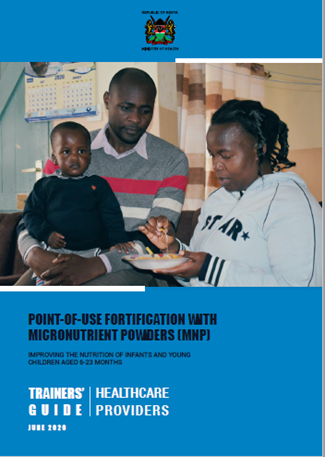 REPUBLIC OF KENYA
MINISTRY OF HEALTH
2020
STAR
POINT-OF-USE FORTIFICATION WITH
MICRONUTRIENT POWDERS (MNP)
IMPROVING THE NUTRITION OF INFANTS AND YOUNG
CHILDREN AGED 6-23 MONTHS
TRAINERS' HEALTHCARE
GUIDE PROVIDERS
JUNE 2020